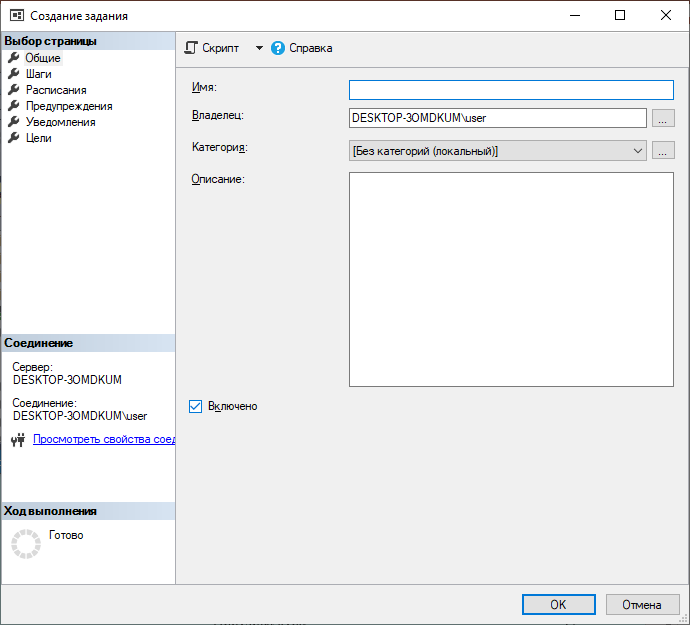 Создание задания
Выбор страницы
Общие
Шаги
Расписания
Предупреждения
Уведомления
Цели
Скрипт
Справка
Имя:
Владелец:
DESKTOP-3OMDKUM\user
...
Категория:
[Без категорий (локальный)]
...
Описание:
Включено
Соединение
Сервер:
DESKTOP-3OMDKUM
Соединение:
DESKTOP-3OMDKUM\user
Просмотреть свойства соед
Ход выполнения
Готово
OK
Отмена